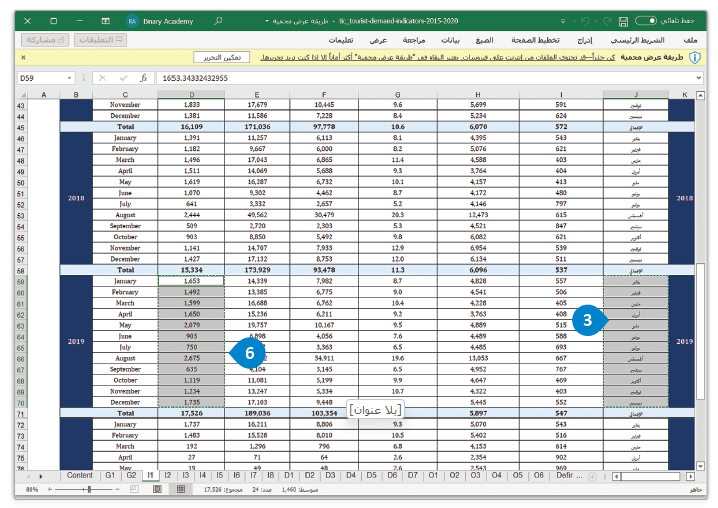 حفظ تلقائي
tic_tourist-demand-indicators-2015-2020 - طريقة عرض محمية
Binary Academy BA
ملف الشريط الرئيسي إدراج تخطيط الصفحة الصيغ بيانات مراجعة عرض تعليمات
التعليقات مشاركة
طريقة عرض محمية كن حذراً—قد تحتوي الملفات من إنترنت على فيروسات. يعتبر البقاء في "طريقة عرض محمية" أكثر أماناً إلا إذا كنت تريد تحريرها. تمكين التحرير
D59 fx 1653.34332432955
A B C D E F G H I J K
43 November 1,833 17,679 10,445 9.6 5,699 591 نوفمبر
44 December 1,381 11,586 7,228 8.4 5,234 624 ديسمبر
45 Total 16,109 171,036 97,778 10.6 6,070 572 الإجمالي
46 January 1,391 11,257 6,113 8.1 4,395 543 يناير
47 February 1,182 9,667 6,000 8.2 5,076 621 فبراير
48 March 1,496 17,043 6,865 11.4 4,588 403 مارس
49 April 1,511 14,069 5,688 9.3 3,764 404 أبريل
50 May 1,619 16,287 6,732 10.1 4,157 413 مايو
51 June 1,070 9,302 4,462 8.7 4,172 480 يونيو
52 2018 July 641 3,332 2,657 5.2 4,146 797 يوليو 2018
53 August 2,444 49,562 30,479 20.3 12,473 615 أغسطس
54 September 509 2,720 2,303 5.3 4,521 847 سبتمبر
55 October 903 8,850 5,492 9.8 6,082 621 أكتوبر
56 November 1,141 14,707 7,933 12.9 6,954 539 نوفمبر
57 December 1,427 17,132 8,753 12.0 6,134 511 ديسمبر
58 Total 15,334 173,929 93,478 11.3 6,096 537 الإجمالي
59 January 1,653 14,339 7,982 8.7 4,828 557 يناير
60 February 1,492 13,385 6,775 9.0 4,541 506 فبراير
61 March 1,599 16,688 6,762 10.4 4,228 405 مارس
62 April 1,650 15,236 6,211 9.2 3,763 408 أبريل
63 May 2,079 19,757 10,167 9.5 4,889 515 مايو
64 June 903 6,898 4,056 7.6 4,489 588 يونيو
65 2019 July 750 3,363 6.5 4,485 693 يوليو 2019
66 August 2,675 34,911 19.6 13,053 667 أغسطس
67 September 635 4,104 3,145 6.5 4,952 767 سبتمبر
68 October 1,119 11,081 5,199 9.9 4,647 469 أكتوبر
69 November 1,234 13,247 5,334 10.7 4,322 403 نوفمبر
70 December 1,735 17,103 9,448 5,445 552 ديسمبر
71 Total 17,526 189,036 103,354 5,897 547 الإجمالي
72 January 1,737 16,211 8,806 9.3 5,070 543 يناير
73 February 1,483 15,528 8,010 10.5 5,402 516 فبراير
74 March 192 1,296 796 6.8 4,153 614 مارس
75 April 27 71 64 2.6 2,354 902 أبريل
76 May 19 49 48 2.6 2,543 969 مايو
3
6
[بلا عنوان]
Content G1 G2 I1 I2 I3 I4 I5 I6 I7 I8 D1 D2 D3 D4 D5 D6 D7 O1 O2 O3 O4 O5 O6 Defir ...
جاهز متوسط: 1,460 عدد: 24 مجموع: 17,526 80%